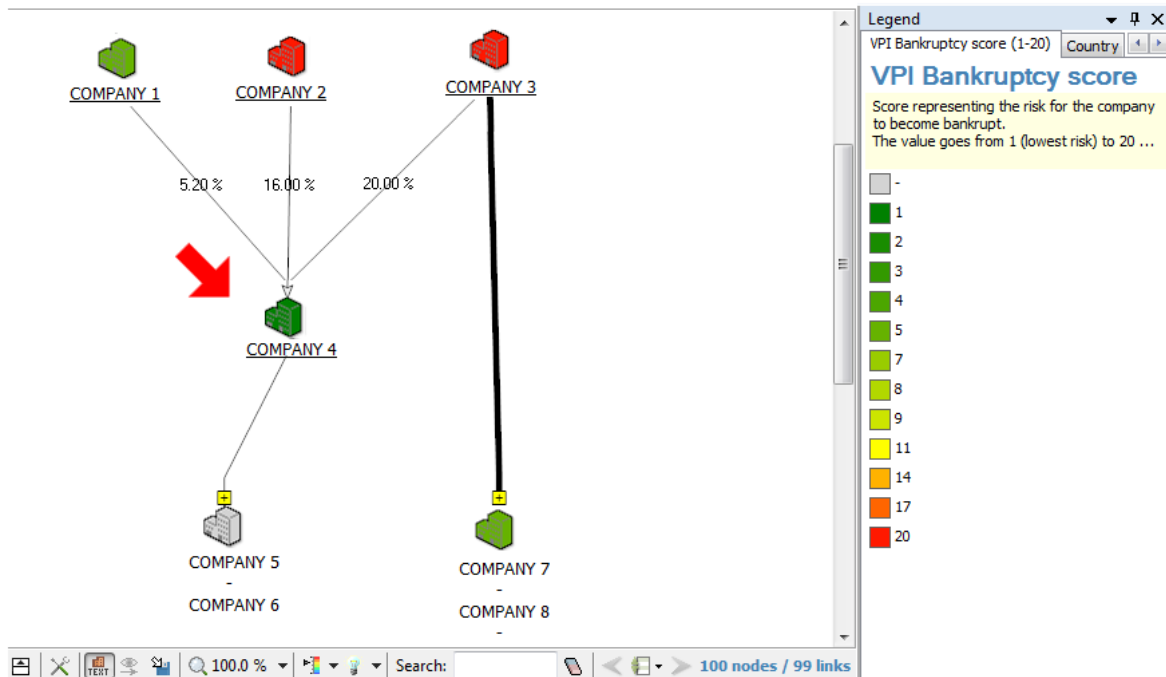 COMPANY 1
COMPANY 2
COMPANY 3
5.20 %
16.00 %
20.00 %
COMPANY 4
+
+
COMPANY 5
-
COMPANY 6
COMPANY 7
-
COMPANY 8
-
TEXT
100.0 %
Search:
100 nodes / 99 links
Legend
VPI Bankruptcy score (1-20)
Country
VPI Bankruptcy score
Score representing the risk for the company
to become bankrupt.
The value goes from 1 (lowest risk) to 20 ...
-
1
2
3
4
5
7
8
9
11
14
17
20